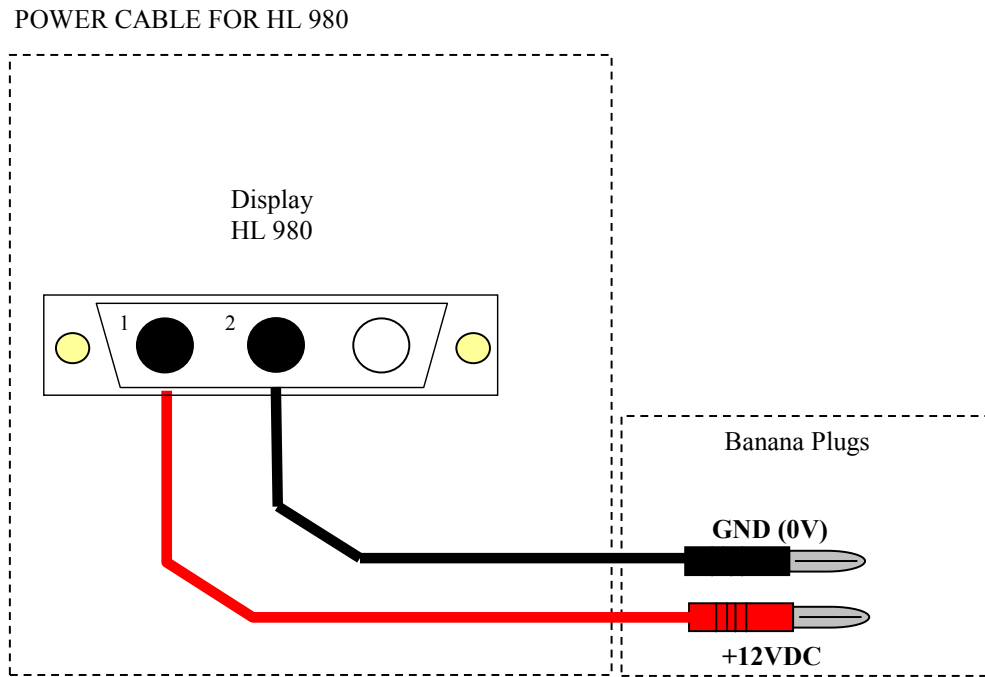 POWER CABLE FOR HL 980
Display
HL 980
1
2
Banana Plugs
GND (0V)
+12VDC